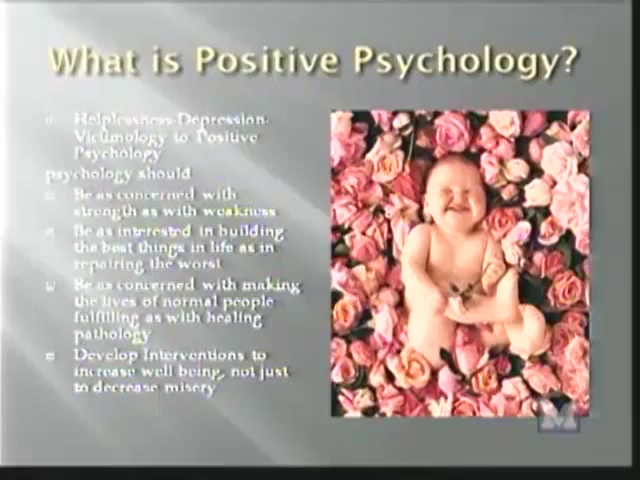 What is Positive Psychology?
Helplessness-Depression-
Victimology to Positive
Psychology
psychology should
Be as concerned with
strength as with weakness
Be as interested in building
the best things in life as in
repairing the worst
Be as concerned with making
the lives of normal people
fulfilling as with healing
pathology
Develop Interventions to
increase well being, not just
to decrease misery
M